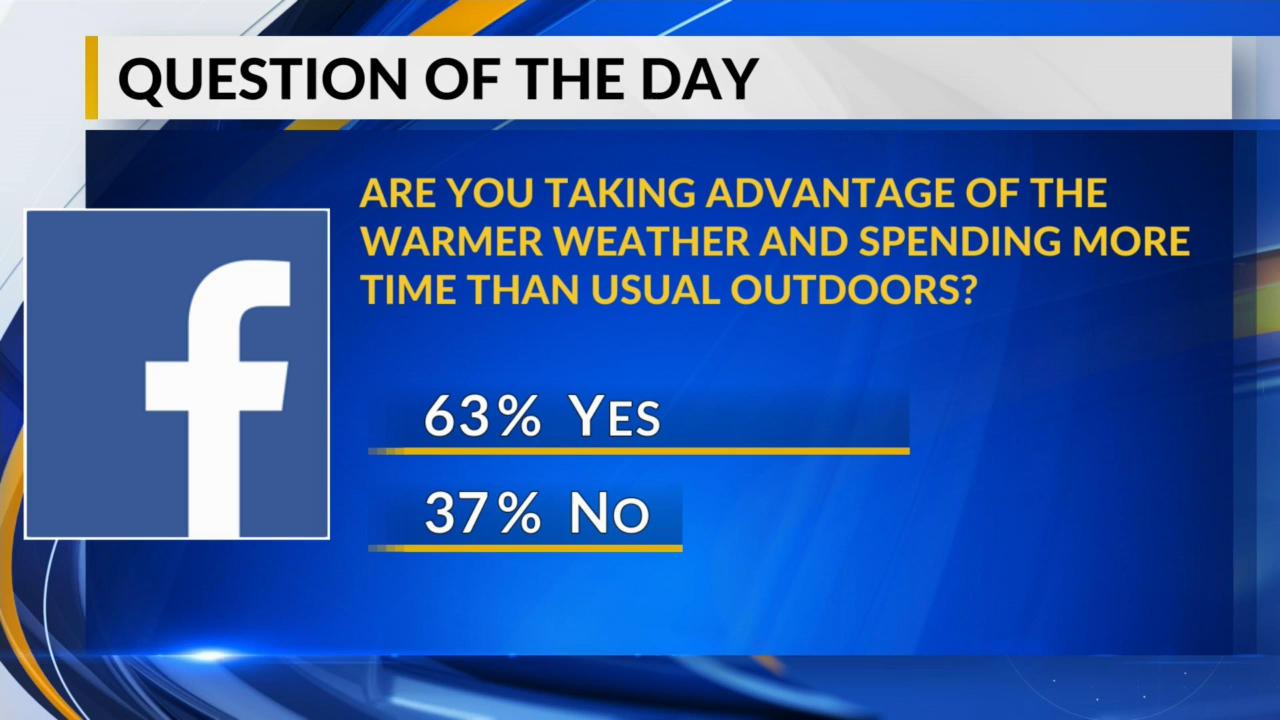 QUESTION OF THE DAY
ARE YOU TAKING ADVANTAGE OF THE
WARMER WEATHER AND SPENDING MORE
TIME THAN USUAL OUTDOORS?
63% YES
37% NO